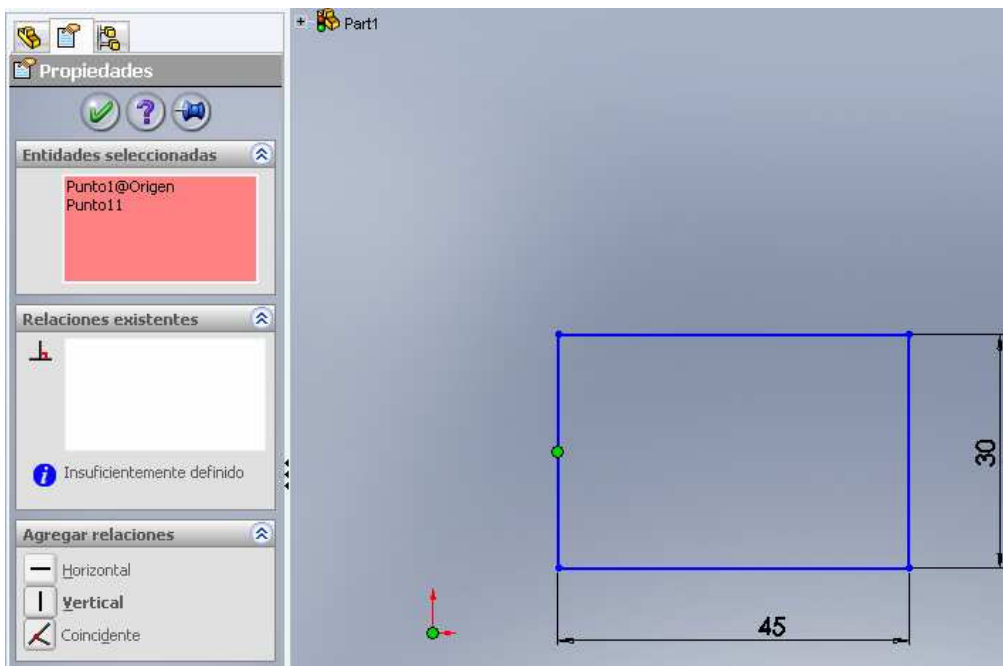 Part1
Propiedades
Entidades seleccionadas
Punto1@Origen
Punto11
Relaciones existentes
Insuficientemente definido
Agregar relaciones
Horizontal
Vertical
Coincidente
30
45